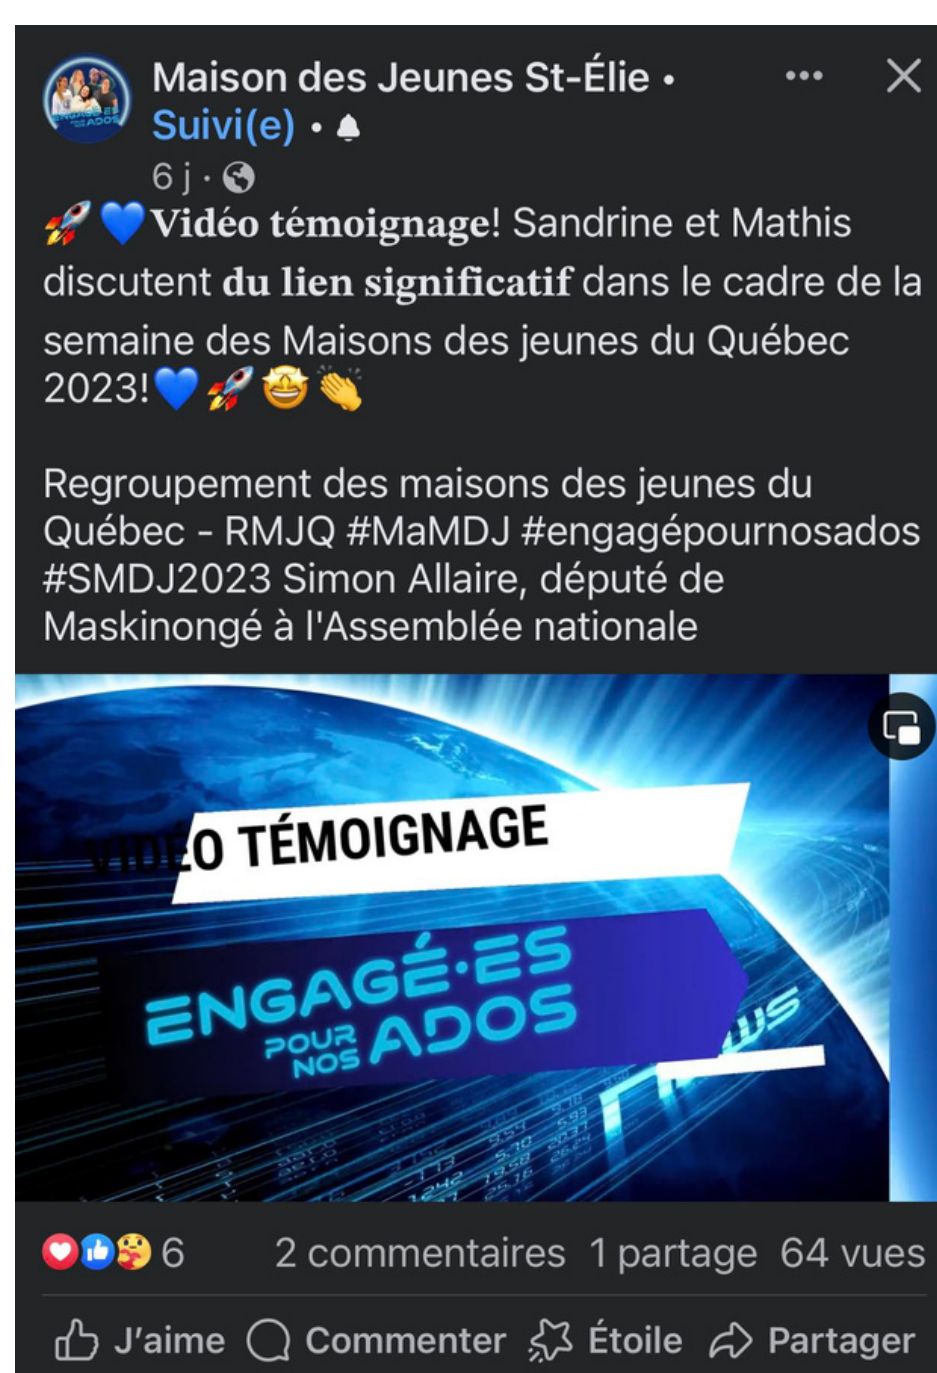 Maison des Jeunes St-Élie •
Suivi(e) •
6 j ·
🚀💙Vidéo témoignage! Sandrine et Mathis
discutent du lien significatif dans le cadre de la
semaine des Maisons des jeunes du Québec
2023!💙🚀🤩👏
Regroupement des maisons des jeunes du
Québec - RMJQ #MaMDJ #engagépournosados
#SMDJ2023 Simon Allaire, député de
Maskinongé à l'Assemblée nationale
VIDÉO TÉMOIGNAGE
ENGAGÉ·ES
POUR
NOS ADOS
6 2 commentaires 1 partage 64 vues
J'aime Commenter Étoile Partager